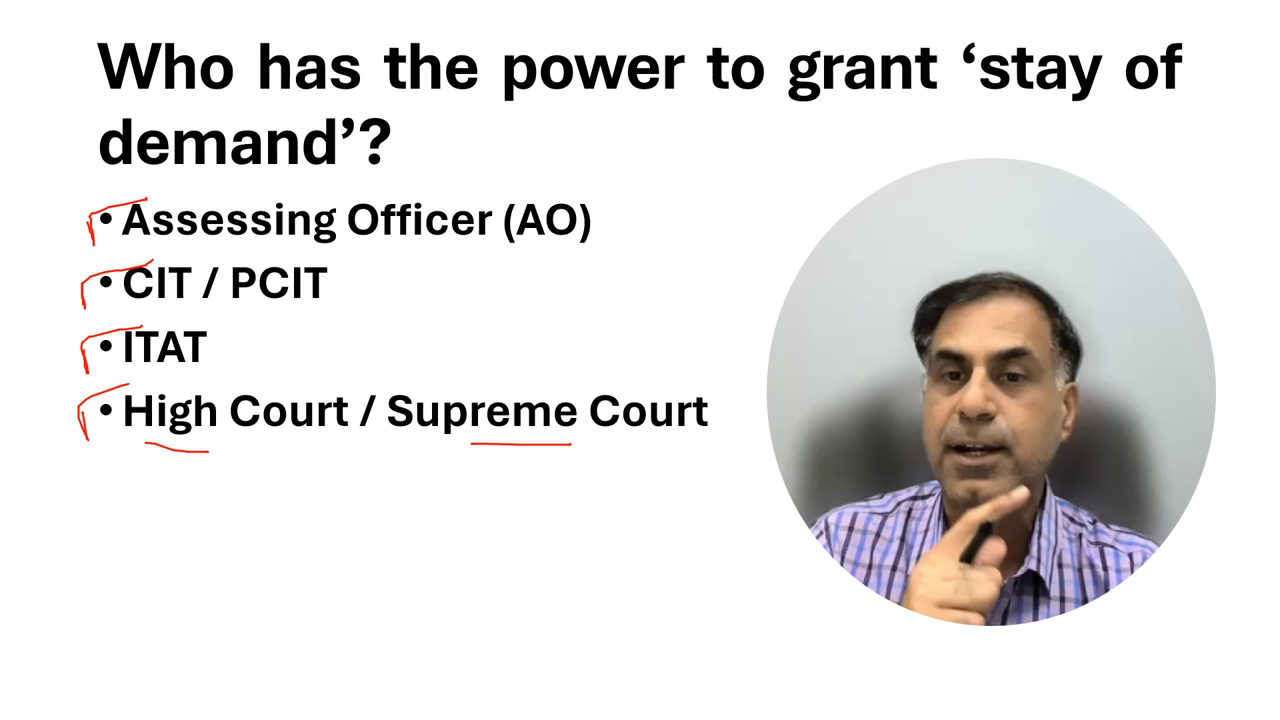 Who has the power to grant ‘stay of
demand’?
• Assessing Officer (AO)
• CIT / PCIT
• ITAT
• High Court / Supreme Court